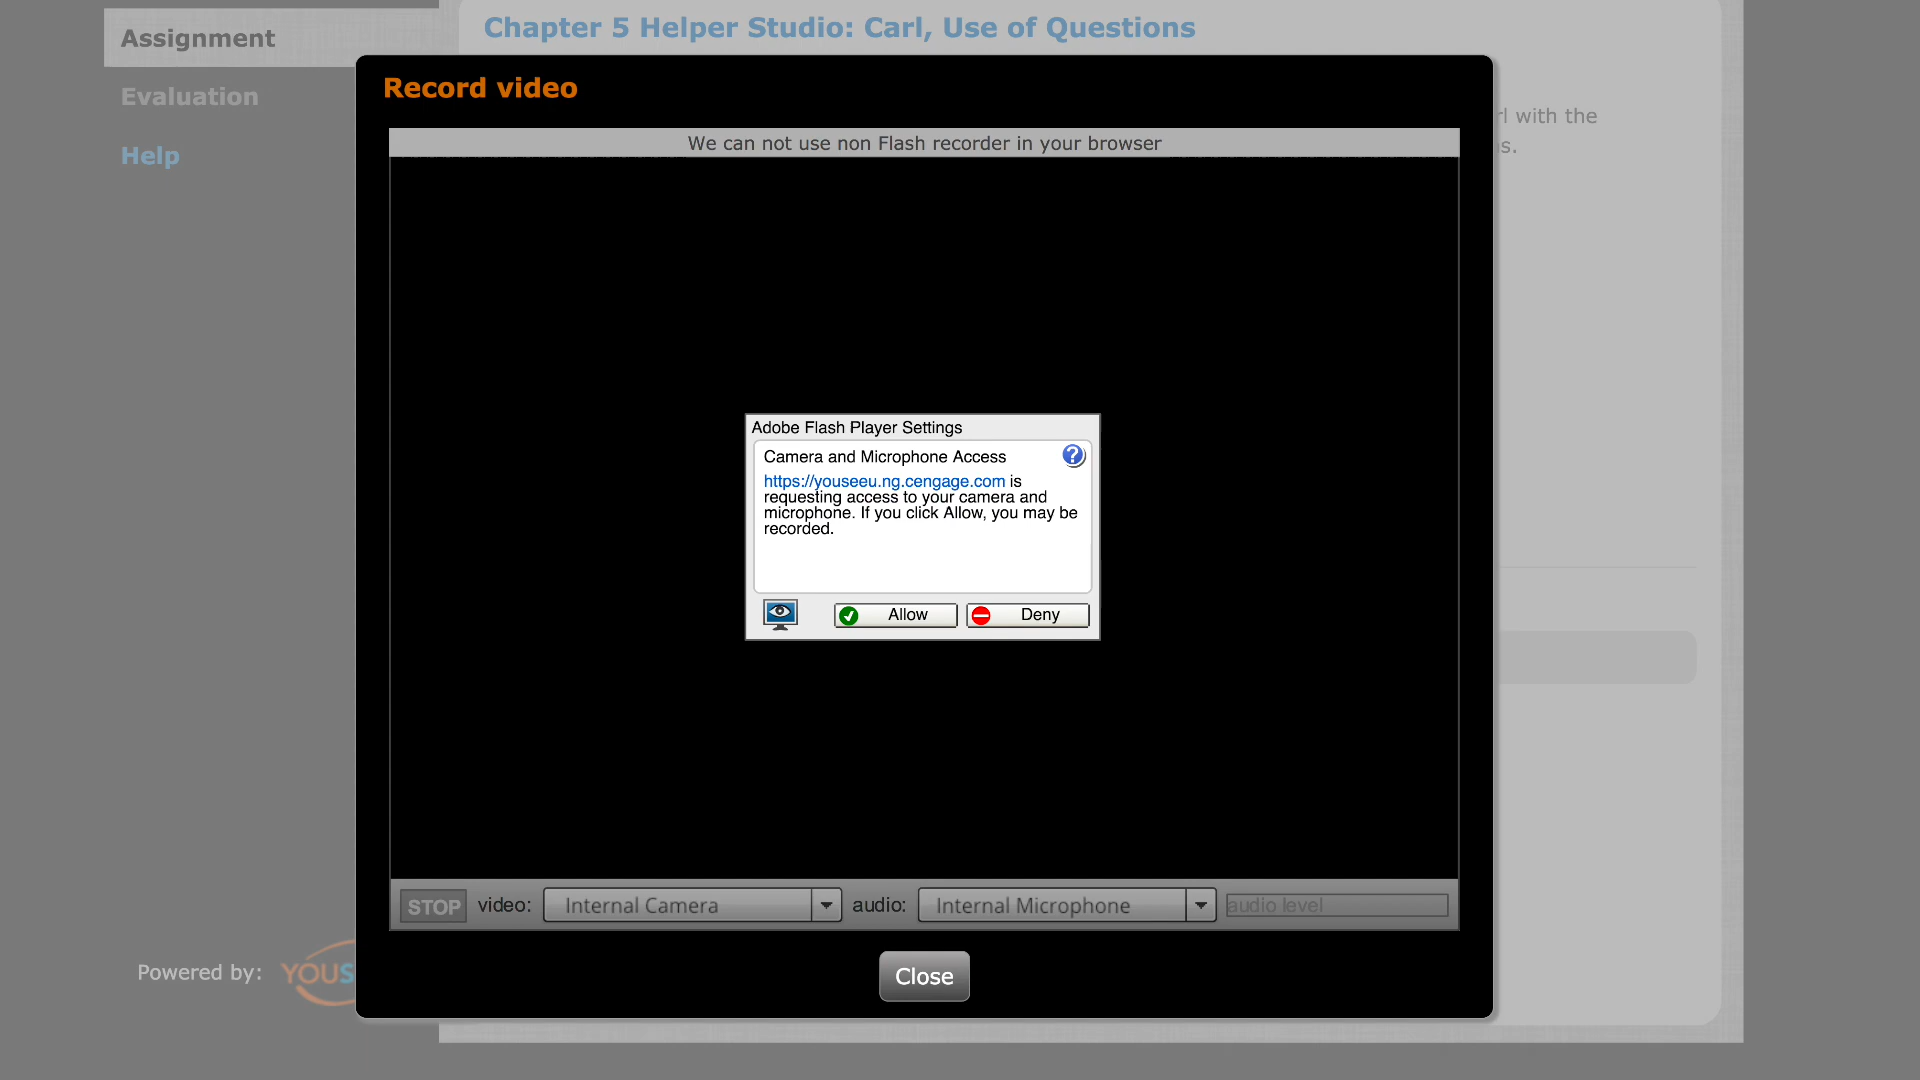 Assignment
Chapter 5 Helper Studio: Carl, Use of Questions
Evaluation
Help
Record video
with the
We can not use non Flash recorder in your browser
Adobe Flash Player Settings
Camera and Microphone Access
https://youseeu.ng.cengage.com is
requesting access to your camera and
microphone. If you click Allow, you may be
recorded.
Allow
Deny
STOP
video:
Internal Camera
audio:
Internal Microphone
audio level
Powered by:
YOUS
Close